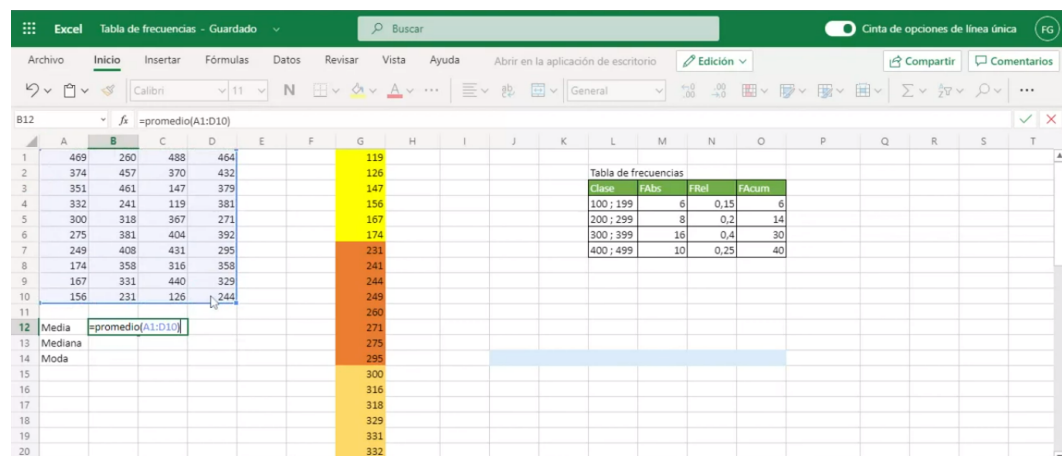 Excel Tabla de frecuencias - Guardado Buscar Cinta de opciones de línea única FG
Archivo Inicio Insertar Fórmulas Datos Revisar Vista Ayuda Abrir en la aplicación de escritorio Edición Compartir Comentarios
Calibri 11 N A General
B12 fx =promedio(A1:D10)
A B C D E F G H I J K L M N O P Q R S T
1 469 260 488 464 119
2 374 457 370 432 126 Tabla de frecuencias
3 351 461 147 379 147 Clase FAbs FRel FAcum
4 332 241 119 381 156 100 ; 199 6 0,15 6
5 300 318 367 271 167 200 ; 299 8 0,2 14
6 275 381 404 392 174 300 ; 399 16 0,4 30
7 249 408 431 295 231 400 ; 499 10 0,25 40
8 174 358 316 358 241
9 167 331 440 329 244
10 156 231 126 244 249
11 260
12 Media =promedio(A1:D10) 271
13 Mediana 275
14 Moda 295
15 300
16 316
17 318
18 329
19 331
20 332